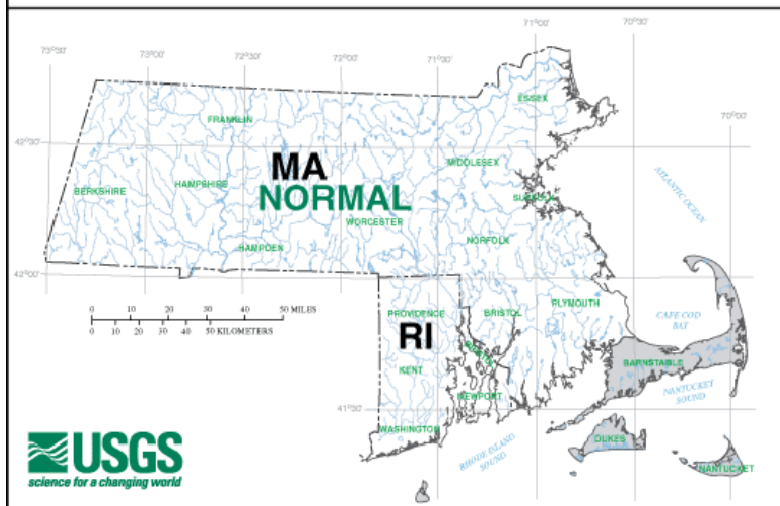 73°30'
73°00'
72°30'
72°00'
71°30'
71°00'
70°30'
70°00'
42°30'
42°00'
41°30'
ESSEX
FRANKLIN
MIDDLESEX
MA
NORMAL
HAMPSHIRE
BERKSHIRE
SUFFOLK
WORCESTER
ATLANTIC OCEAN
NORFOLK
HAMPDEN
0 10 20 30 40 50 MILES
0 10 20 30 40 50 KILOMETERS
PROVIDENCE
BRISTOL
PLYMOUTH
CAPE COD
BAY
RI
BRISTOL
KENT
BARNSTABLE
NEWPORT
NANTUCKET
SOUND
WASHINGTON
RHODE ISLAND
SOUND
DUKES
NANTUCKET
USGS
science for a changing world